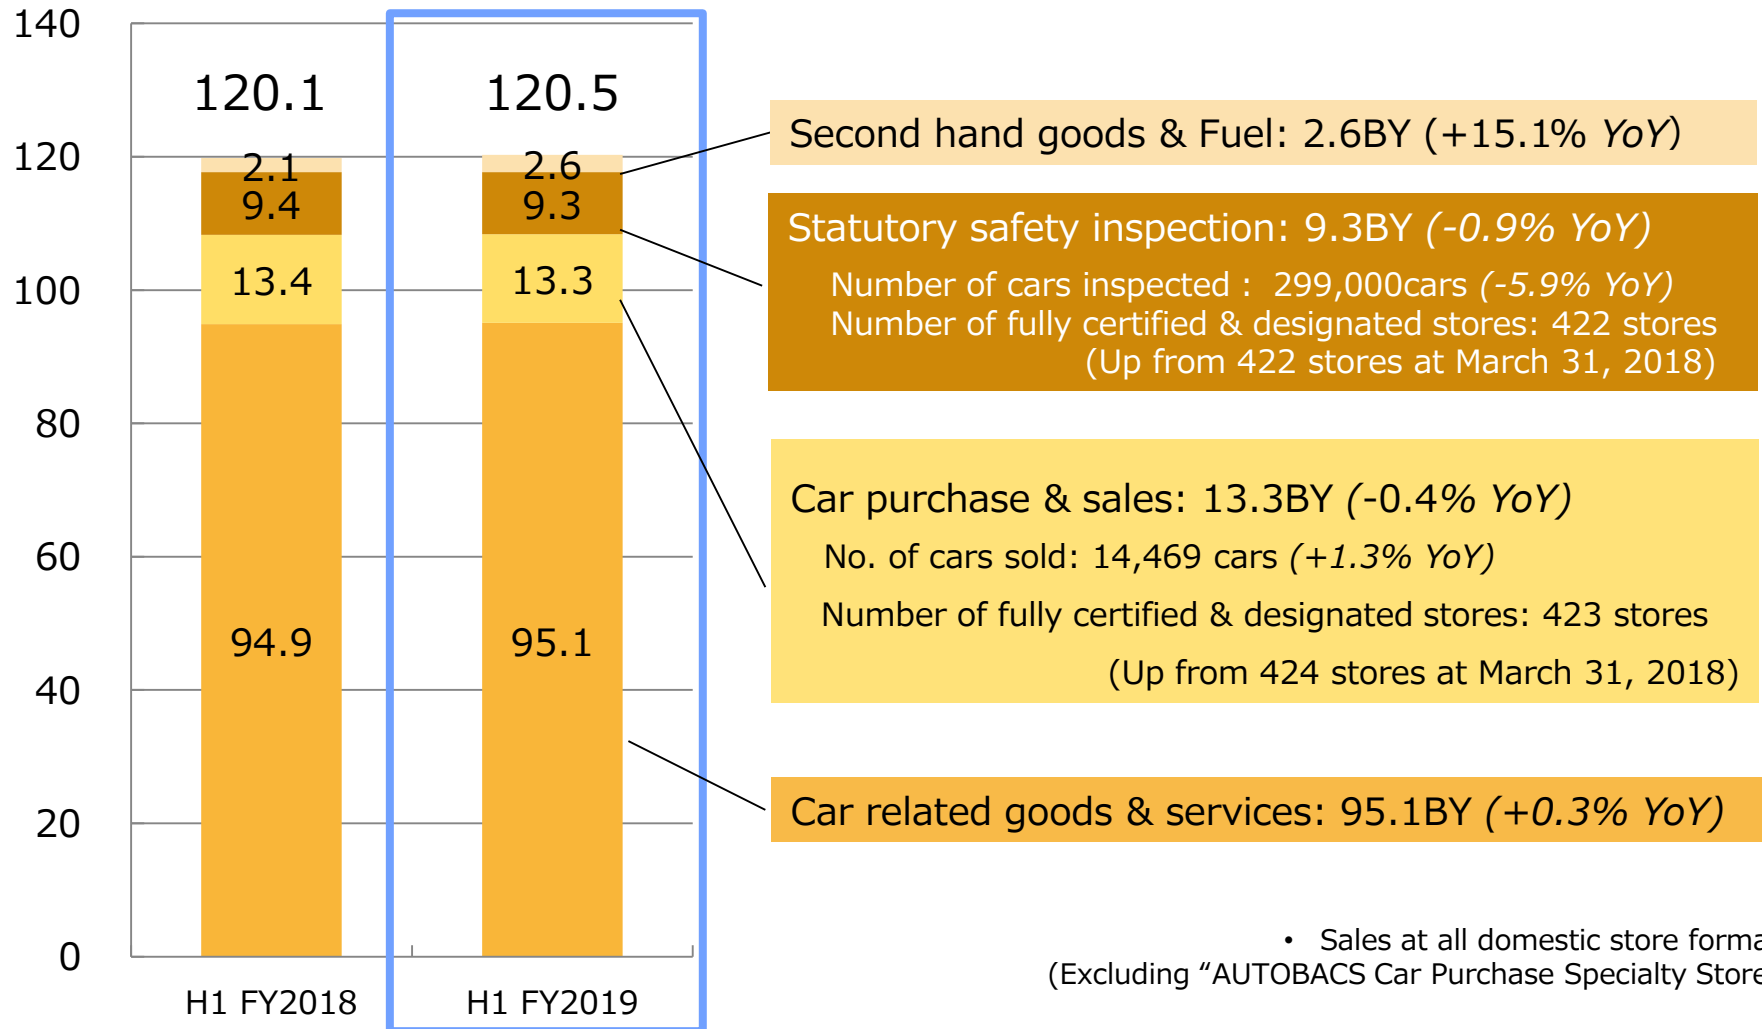 140
120
100
80
60
40
20
0
120.1
120.5
2.1
9.4
13.4
94.9
2.6
9.3
13.3
95.1
H1 FY2018
H1 FY2019
Second hand goods & Fuel: 2.6BY (+15.1% YoY)
Statutory safety inspection: 9.3BY (-0.9% YoY)
Number of cars inspected : 299,000cars (-5.9% YoY)
Number of fully certified & designated stores: 422 stores
(Up from 422 stores at March 31, 2018)
Car purchase & sales: 13.3BY (-0.4% YoY)
No. of cars sold: 14,469 cars (+1.3% YoY)
Number of fully certified & designated stores: 423 stores
(Up from 424 stores at March 31, 2018)
Car related goods & services: 95.1BY (+0.3% YoY)
• Sales at all domestic store forma
(Excluding “AUTOBACS Car Purchase Specialty Store